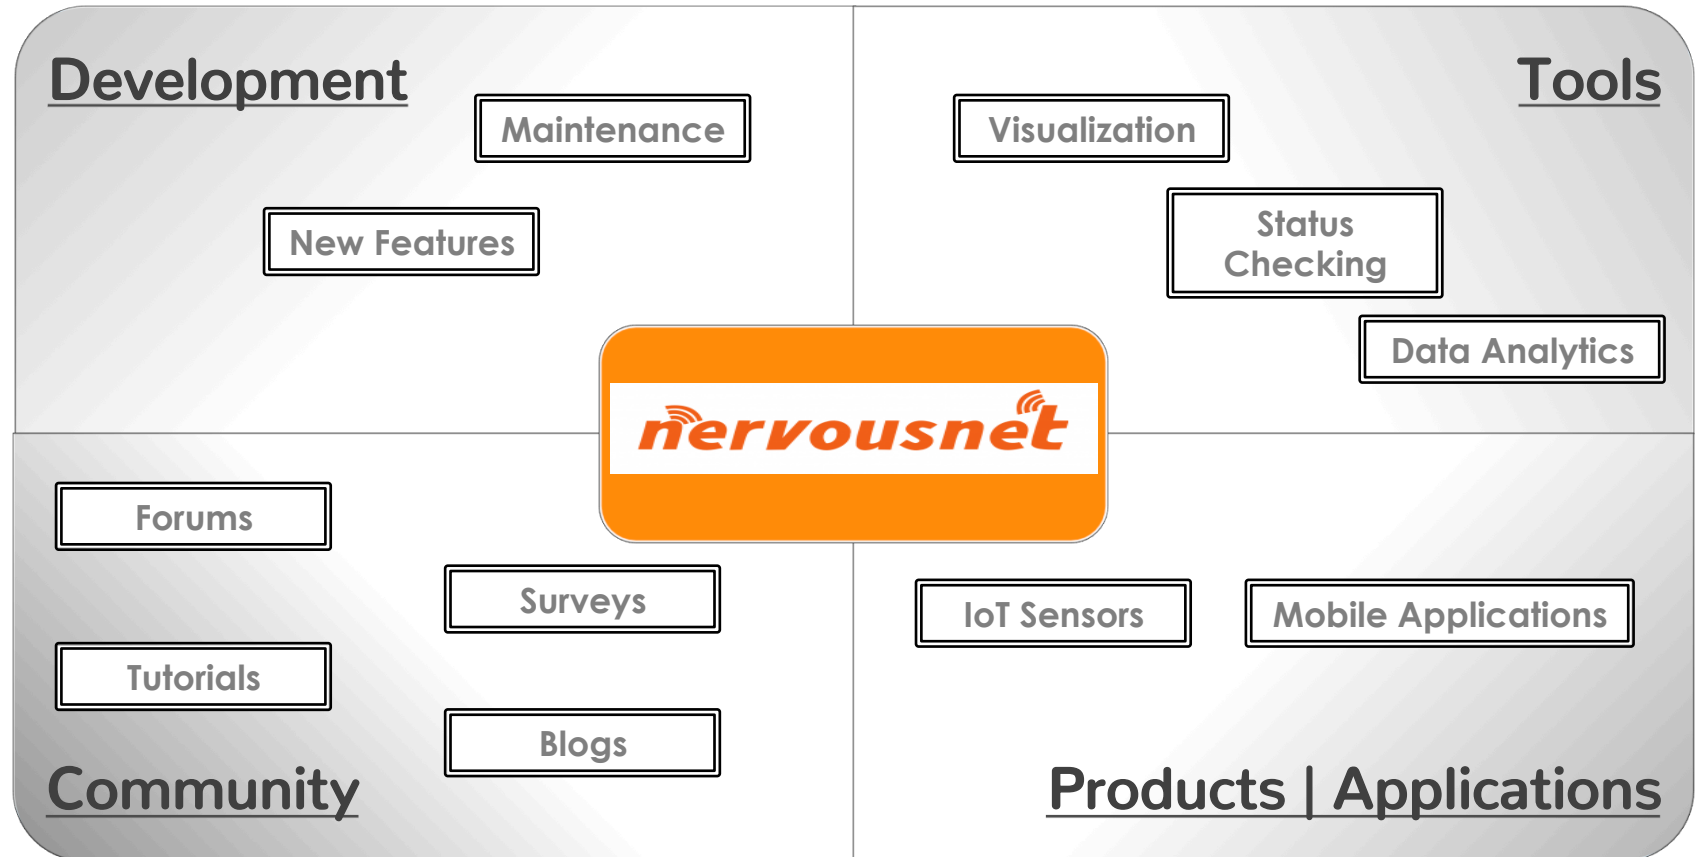 Development
Maintenance
New Features
Tools
Visualization
Status
Checking
Data Analytics
nervousnet
Forums
Surveys
Tutorials
Blogs
Community
IoT Sensors
Mobile Applications
Products | Applications